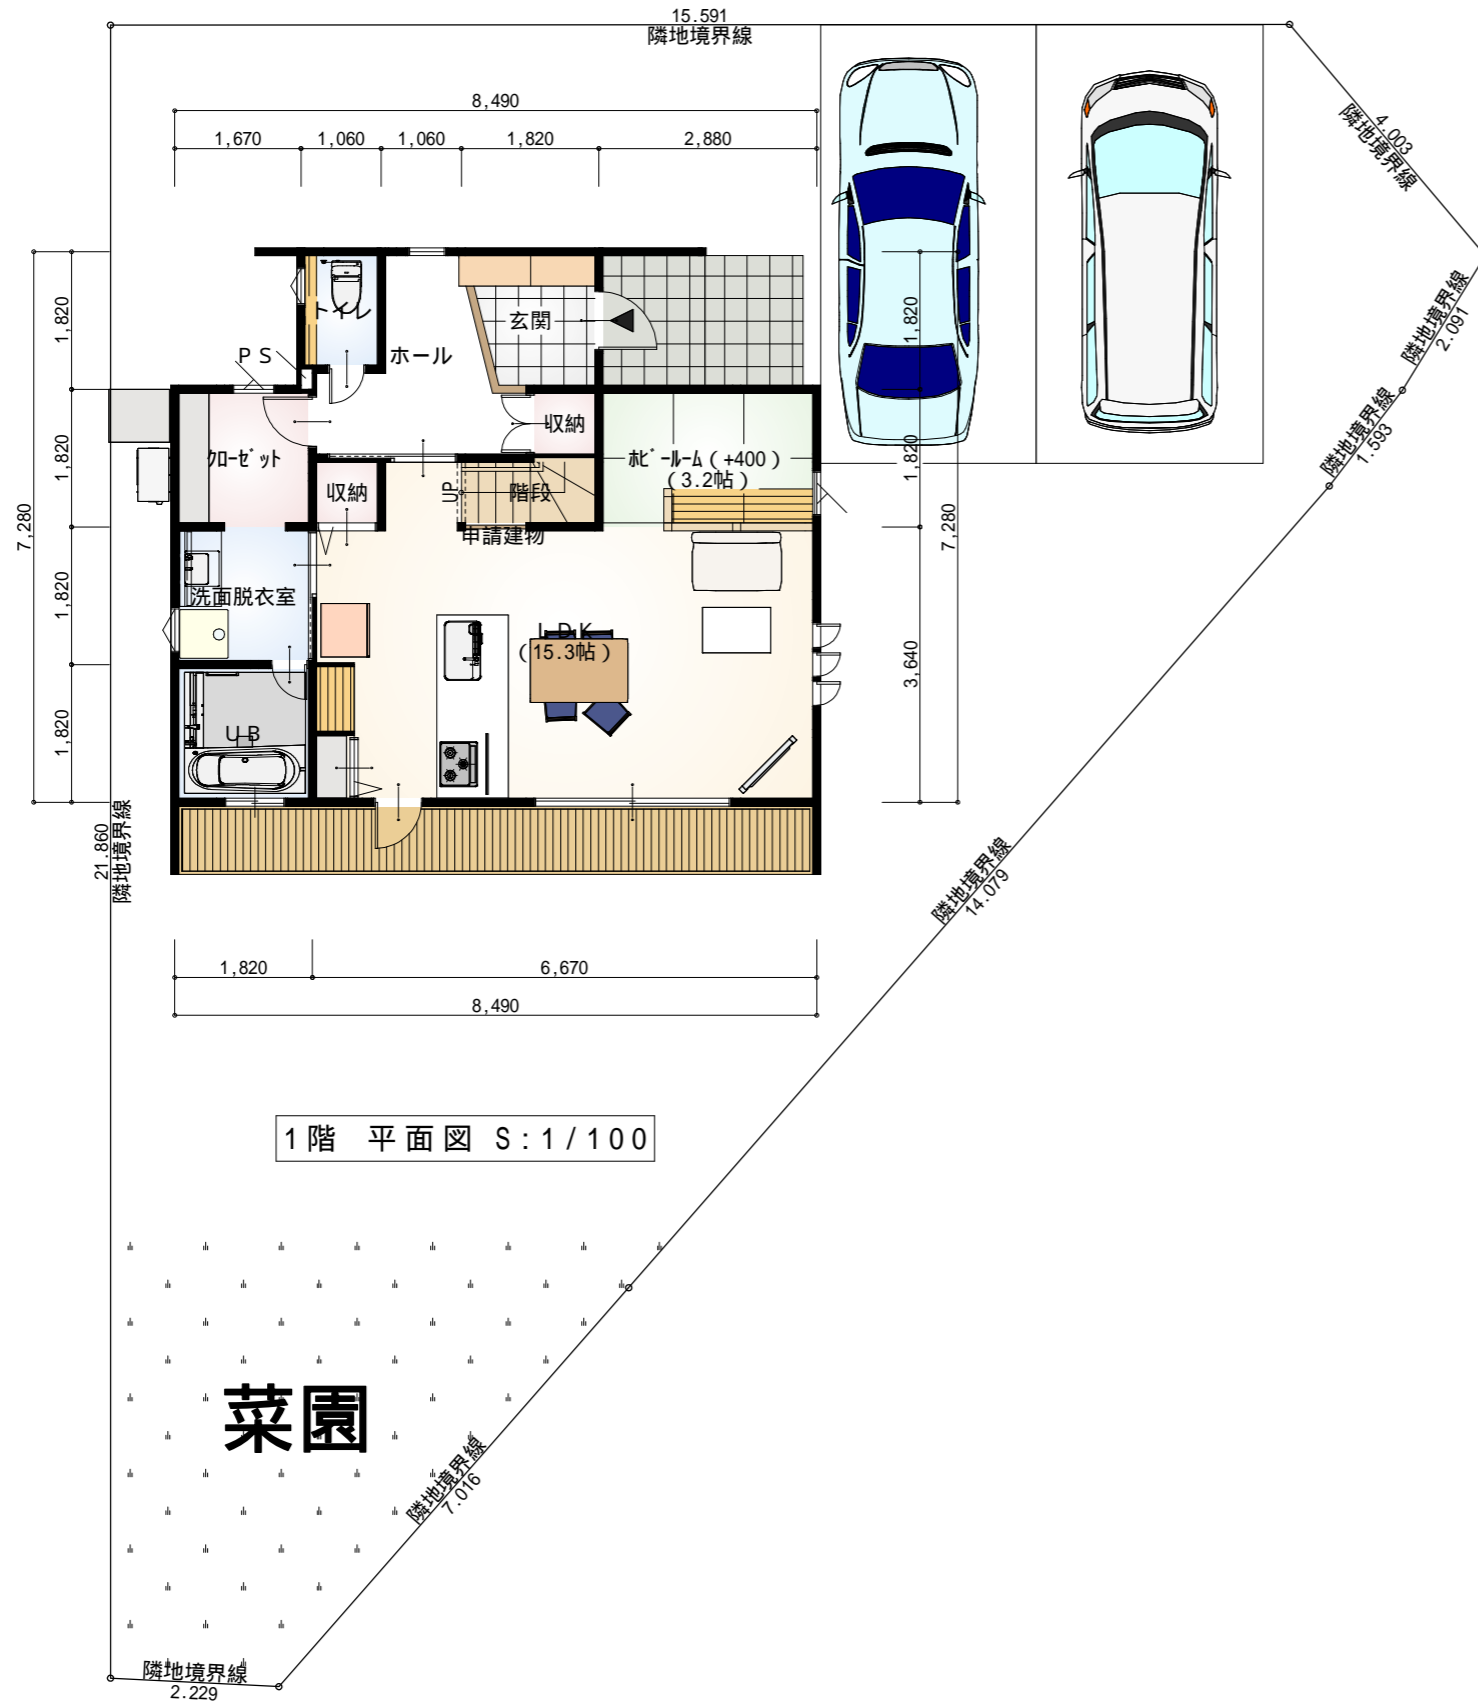 15.591
隣地境界線
8,490
1,670
1,060
1,060
1,820
2,880
4.003
隣地境界線
隣地境界線
2.091
隣地境界線
1.593
7,280
1,820
1,820
1,820
1,820
トイレ
玄関
ホール
PS
収納
クローゼット
収納
UP
階段
ホビールーム(+400)
(3.2帖)
申請建物
洗面脱衣室
LDK
(15.3帖)
UB
1,820
1,820
3,640
7,280
21.860
隣地境界線
隣地境界線
14.079
1,820
6,670
8,490
1階 平面図 S:1/100
菜園
隣地境界線
7.016
隣地境界線
2.229